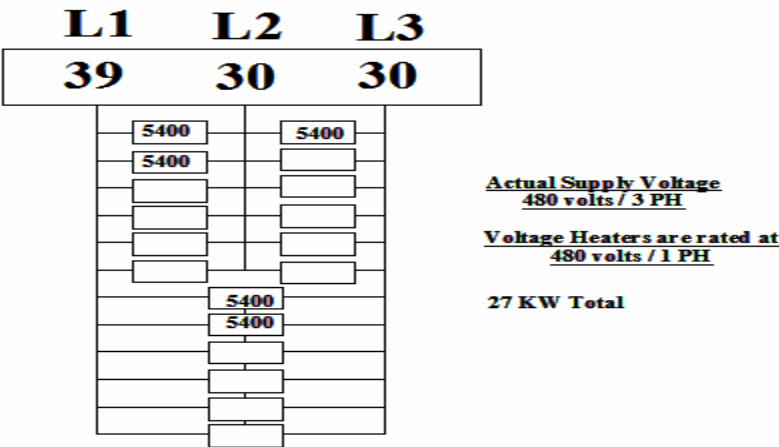 L1 L2 L3
39 30 30
5400 5400
5400
Actual Supply Voltage
480 volts / 3 PH
Voltage Heaters are rated at
480 volts / 1 PH
5400
27 KW Total
5400